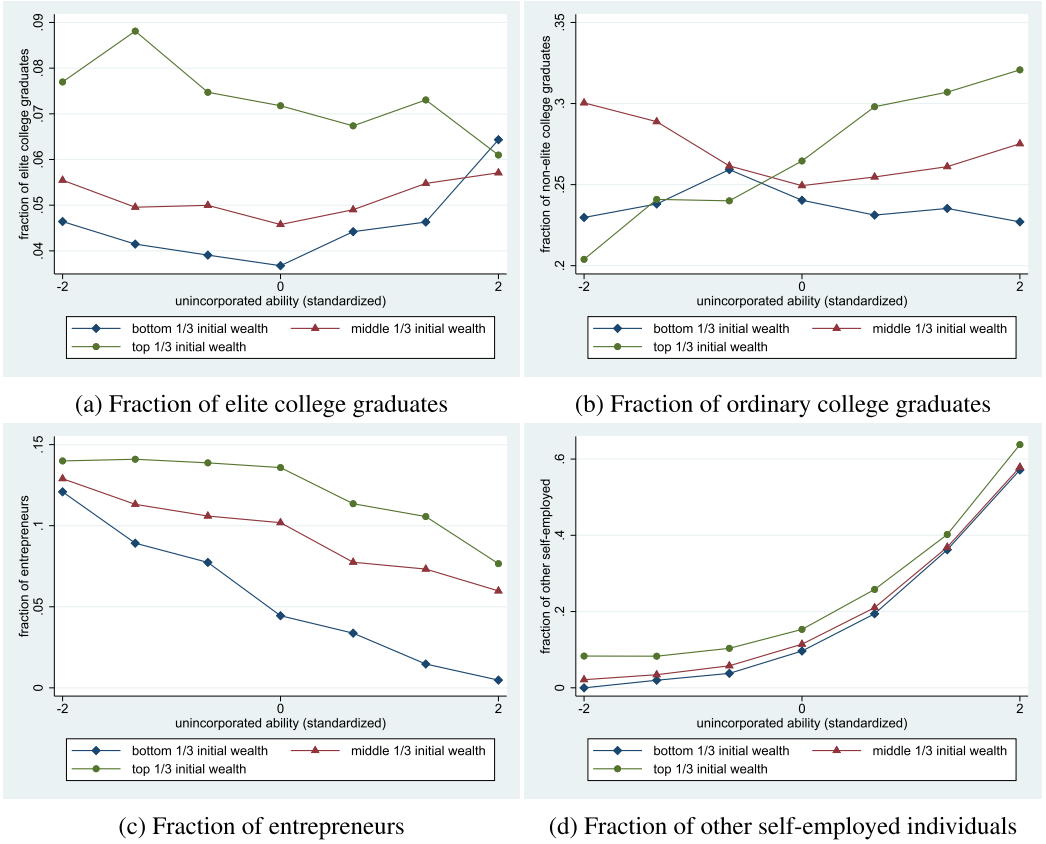 fraction of elite college graduates
.09
.08
.07
.06
.05
.04
-2
0
2
unincorporated ability (standardized)
bottom 1/3 initial wealth
middle 1/3 initial wealth
top 1/3 initial wealth
(a) Fraction of elite college graduates
fraction of non-elite college graduates
.35
.3
.25
.2
-2
0
2
unincorporated ability (standardized)
bottom 1/3 initial wealth
middle 1/3 initial wealth
top 1/3 initial wealth
(b) Fraction of ordinary college graduates
fraction of entrepreneurs
.15
.1
.05
0
-2
0
2
unincorporated ability (standardized)
bottom 1/3 initial wealth
middle 1/3 initial wealth
top 1/3 initial wealth
(c) Fraction of entrepreneurs
fraction of other self-employed
.6
.4
.2
0
-2
0
2
unincorporated ability (standardized)
bottom 1/3 initial wealth
middle 1/3 initial wealth
top 1/3 initial wealth
(d) Fraction of other self-employed individuals